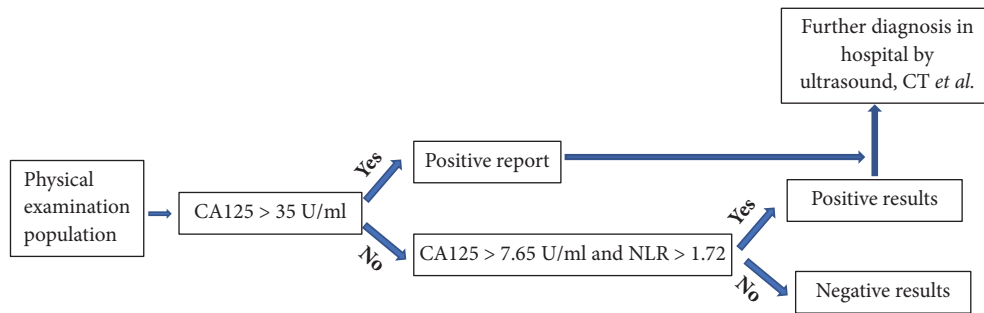 Further diagnosis in
hospital by
ultrasound, CT et al.
Physical
examination
population
CA125 > 35 U/ml
Yes
No
Positive report
CA125 > 7.65 U/ml and NLR > 1.72
Yes
No
Positive results
Negative results